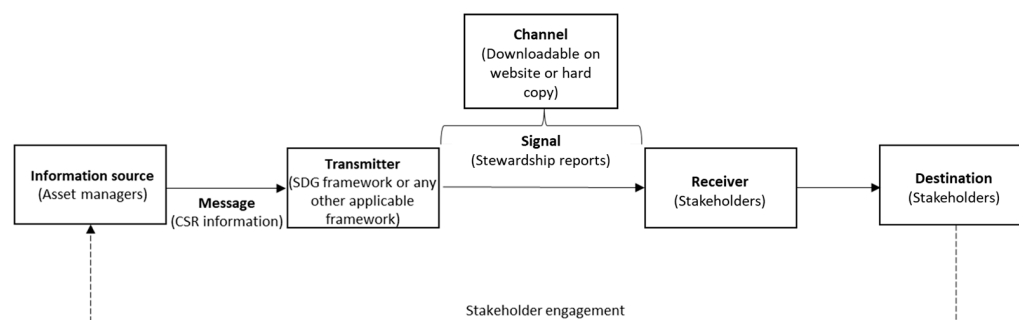 Channel
(Downloadable on
website or hard
copy)
Information source
(Asset managers)
Message
(CSR information)
Transmitter
(SDG framework or any
other applicable
framework)
Signal
(Stewardship reports)
Receiver
(Stakeholders)
Destination
(Stakeholders)
Stakeholder engagement